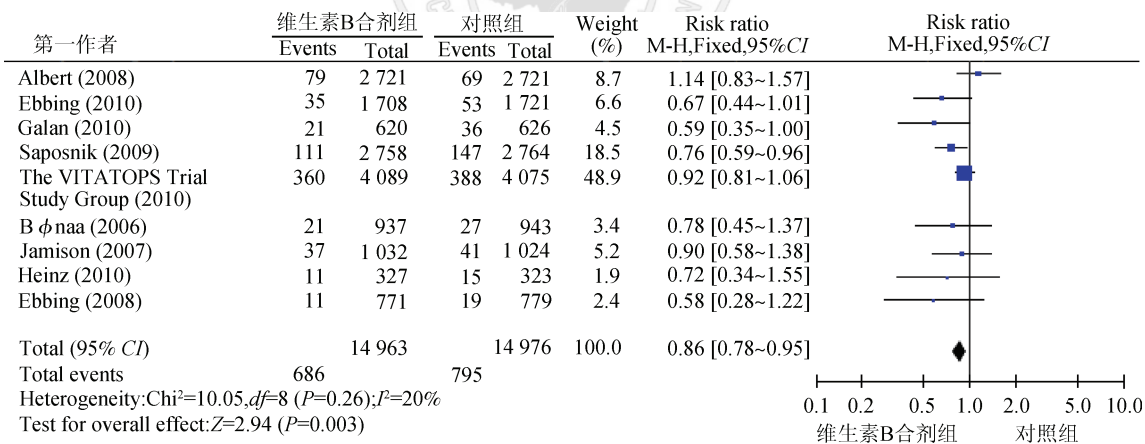 第一作者 维生素B合剂组 对照组 Weight Risk ratio Risk ratio
Events Total Events Total (%) M-H,Fixed,95%CI M-H,Fixed,95%CI
Albert (2008) 79 2 721 69 2 721 8.7 1.14 [0.83~1.57]
Ebbing (2010) 35 1 708 53 1 721 6.6 0.67 [0.44~1.01]
Galan (2010) 21 620 36 626 4.5 0.59 [0.35~1.00]
Saposnik (2009) 111 2 758 147 2 764 18.5 0.76 [0.59~0.96]
The VITATOPS Trial 360 4 089 388 4 075 48.9 0.92 [0.81~1.06]
Study Group (2010)
Bϕnaa (2006) 21 937 27 943 3.4 0.78 [0.45~1.37]
Jamison (2007) 37 1 032 41 1 024 5.2 0.90 [0.58~1.38]
Heinz (2010) 11 327 15 323 1.9 0.72 [0.34~1.55]
Ebbing (2008) 11 771 19 779 2.4 0.58 [0.28~1.22]
Total (95% CI) 14 963 14 976 100.0 0.86 [0.78~0.95]
Total events 686 795
Heterogeneity:Chi²=10.05,df=8 (P=0.26);I²=20%
Test for overall effect:Z=2.94 (P=0.003)
0.1 0.2 0.5 1.0 2.0 5.0 10.0
维生素B合剂组 对照组